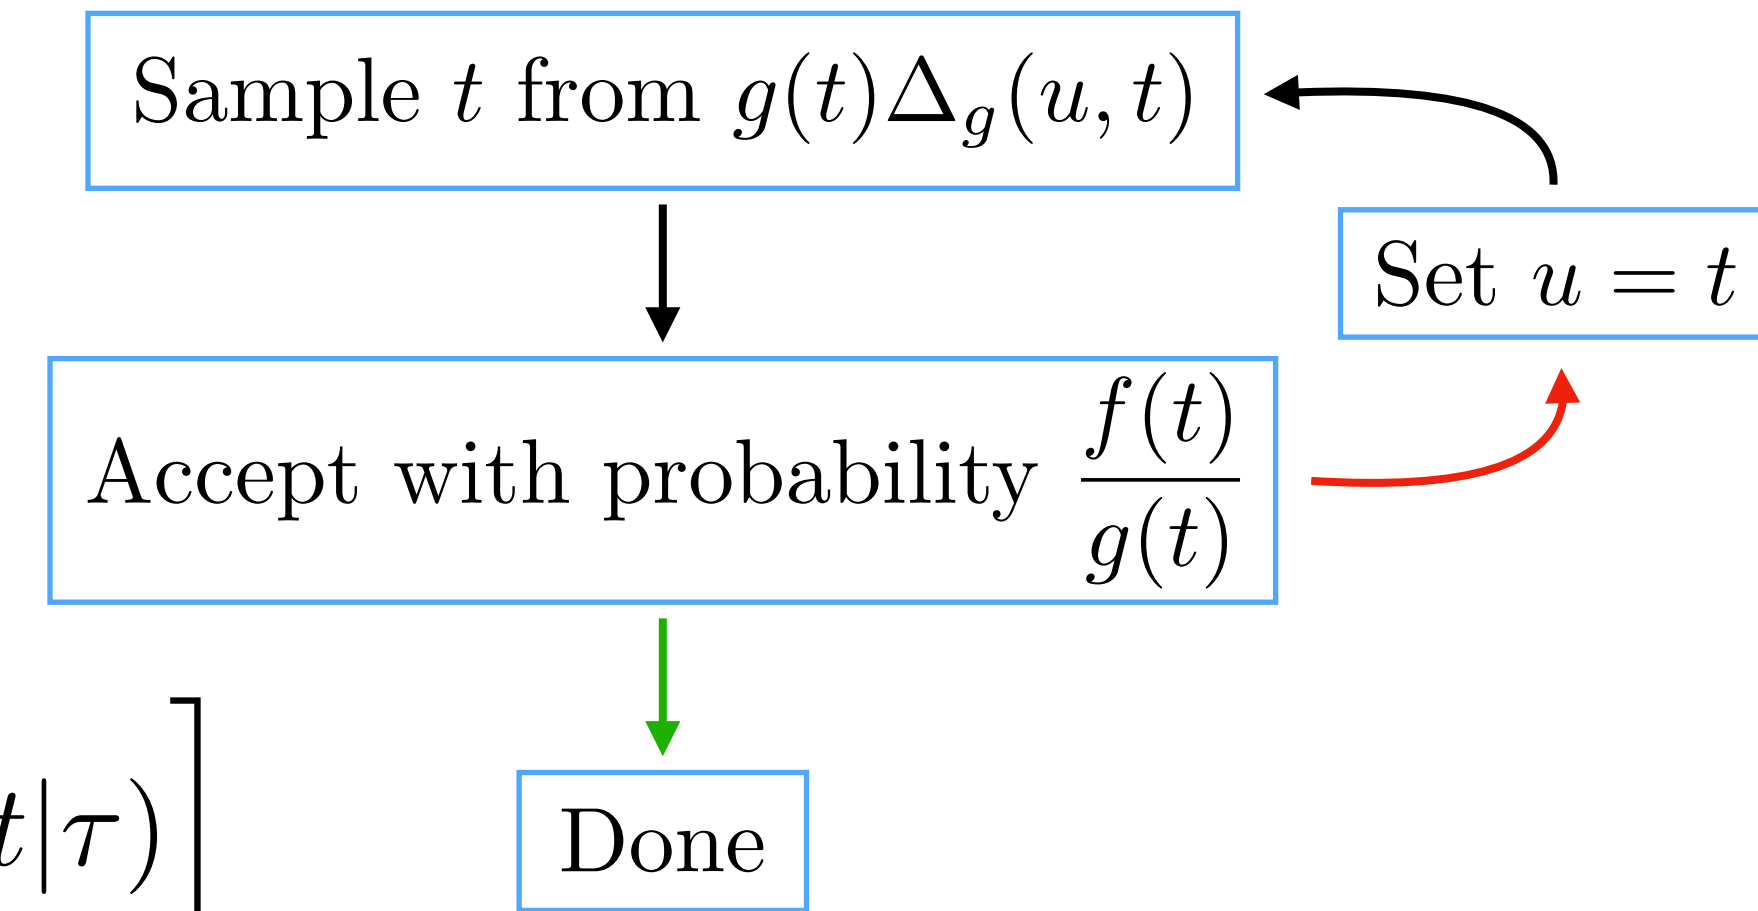 Sample t from g(t)Δ_g(u, t)
Set u = t
Accept with probability f(t)/g(t)
t|τ)]
Done